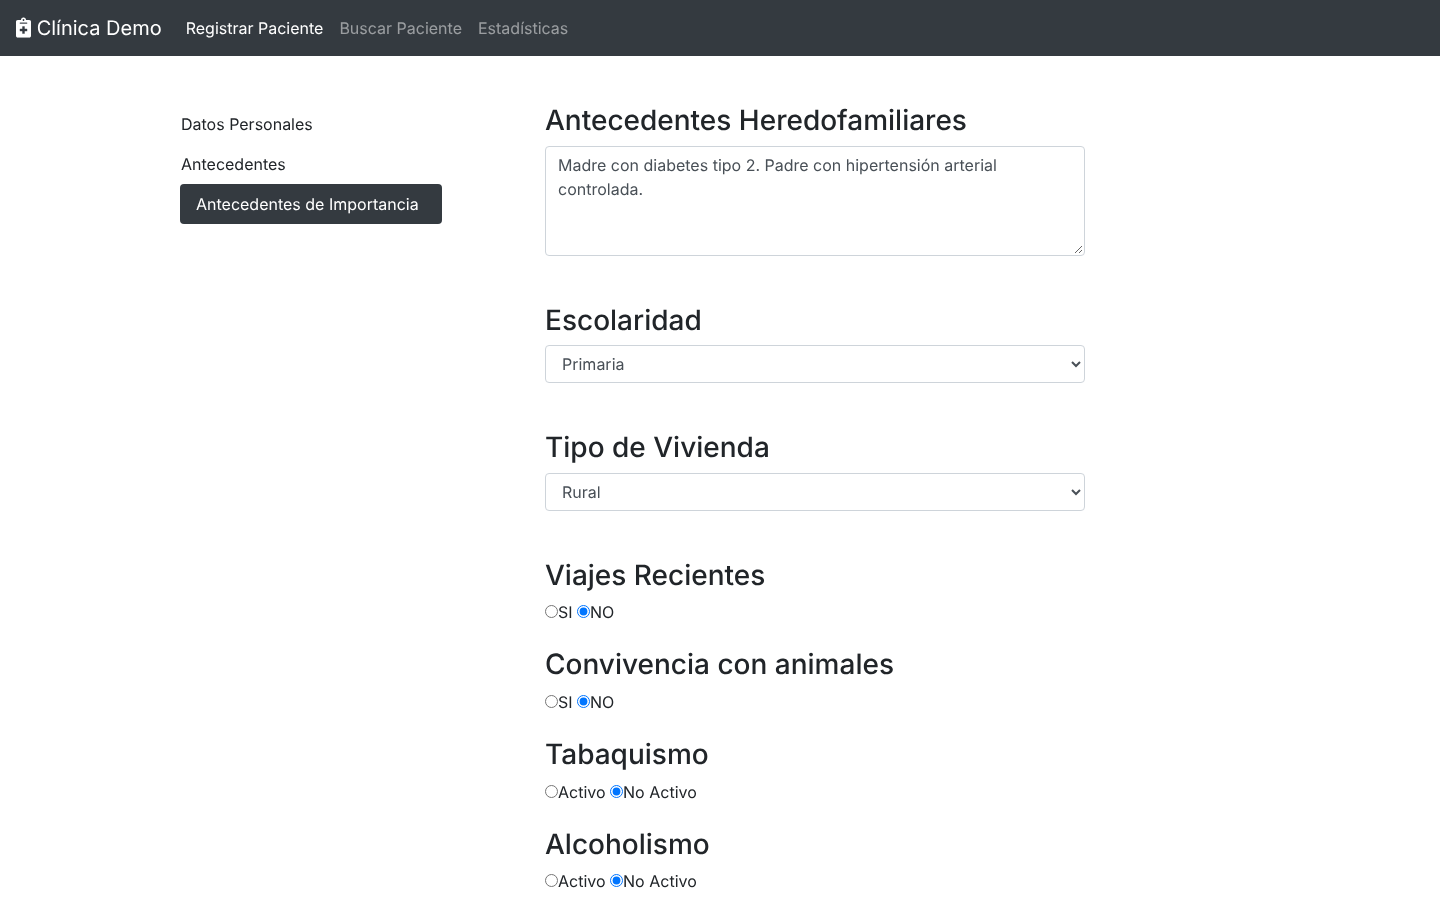 Clínica Demo Registrar Paciente Buscar Paciente Estadísticas
Datos Personales
Antecedentes
Antecedentes de Importancia
Antecedentes Heredofamiliares
Madre con diabetes tipo 2. Padre con hipertensión arterial
controlada.
Escolaridad
Primaria
Tipo de Vivienda
Rural
Viajes Recientes
SI NO
Convivencia con animales
SI NO
Tabaquismo
Activo No Activo
Alcoholismo
Activo No Activo